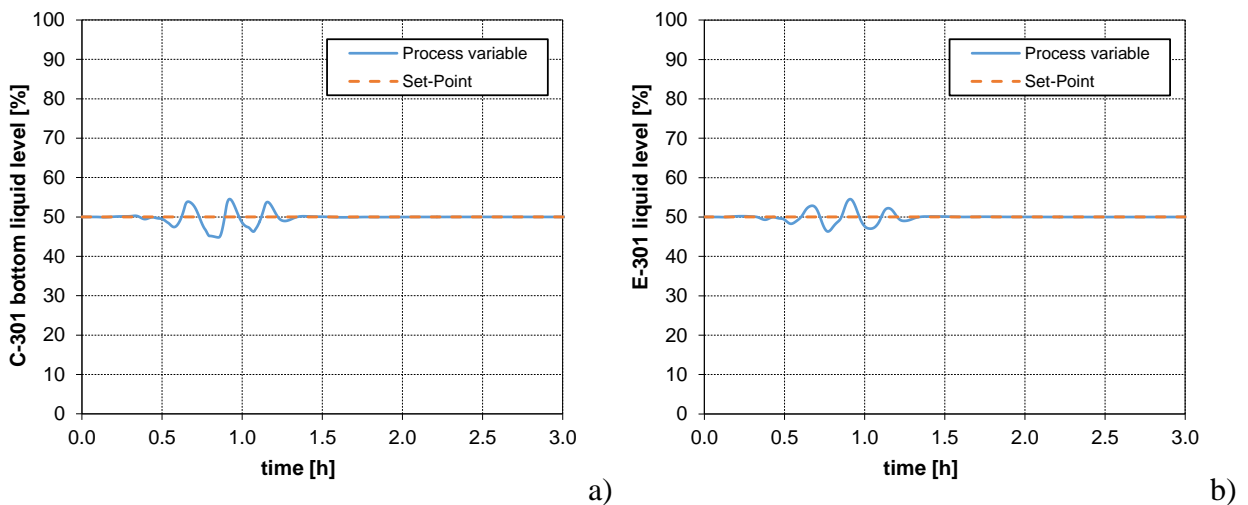 100
90
80
70
60
50
40
30
20
10
0
C-301 bottom liquid level [%]
Process variable
Set-Point
0.0 0.5 1.0 1.5 2.0 2.5 3.0
time [h]
a)
100
90
80
70
60
50
40
30
20
10
0
E-301 liquid level [%]
Process variable
Set-Point
0.0 0.5 1.0 1.5 2.0 2.5 3.0
time [h]
b)